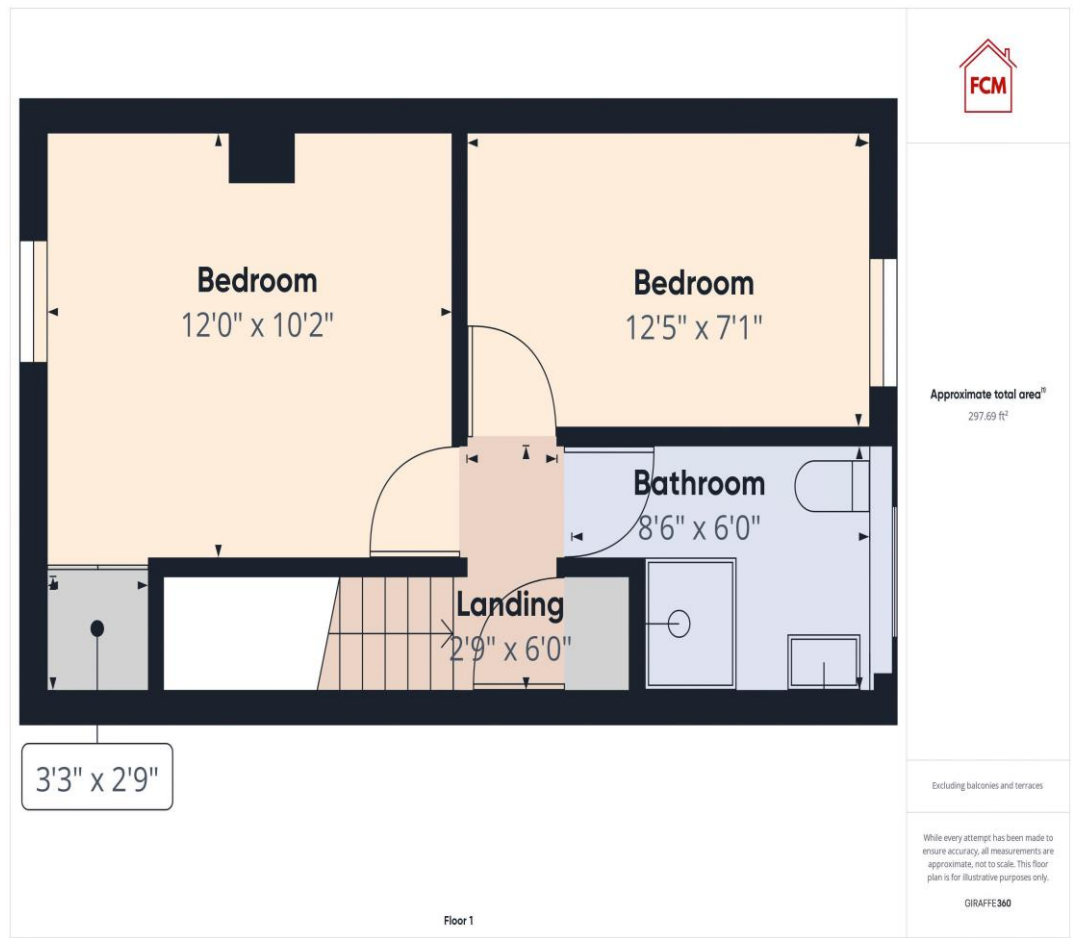 FCM
Bedroom
12'0" x 10'2"
Bedroom
12'5" x 7'1"
Bathroom
8'6" x 6'0"
Landing
2'9" x 6'0"
3'3" x 2'9"
Floor 1
Approximate total area(1)
297.69 ft²
Excluding balconies and terraces
While every attempt has been made to
ensure accuracy, all measurements are
approximate, not to scale. This floor
plan is for illustrative purposes only.
GIRAFFE360